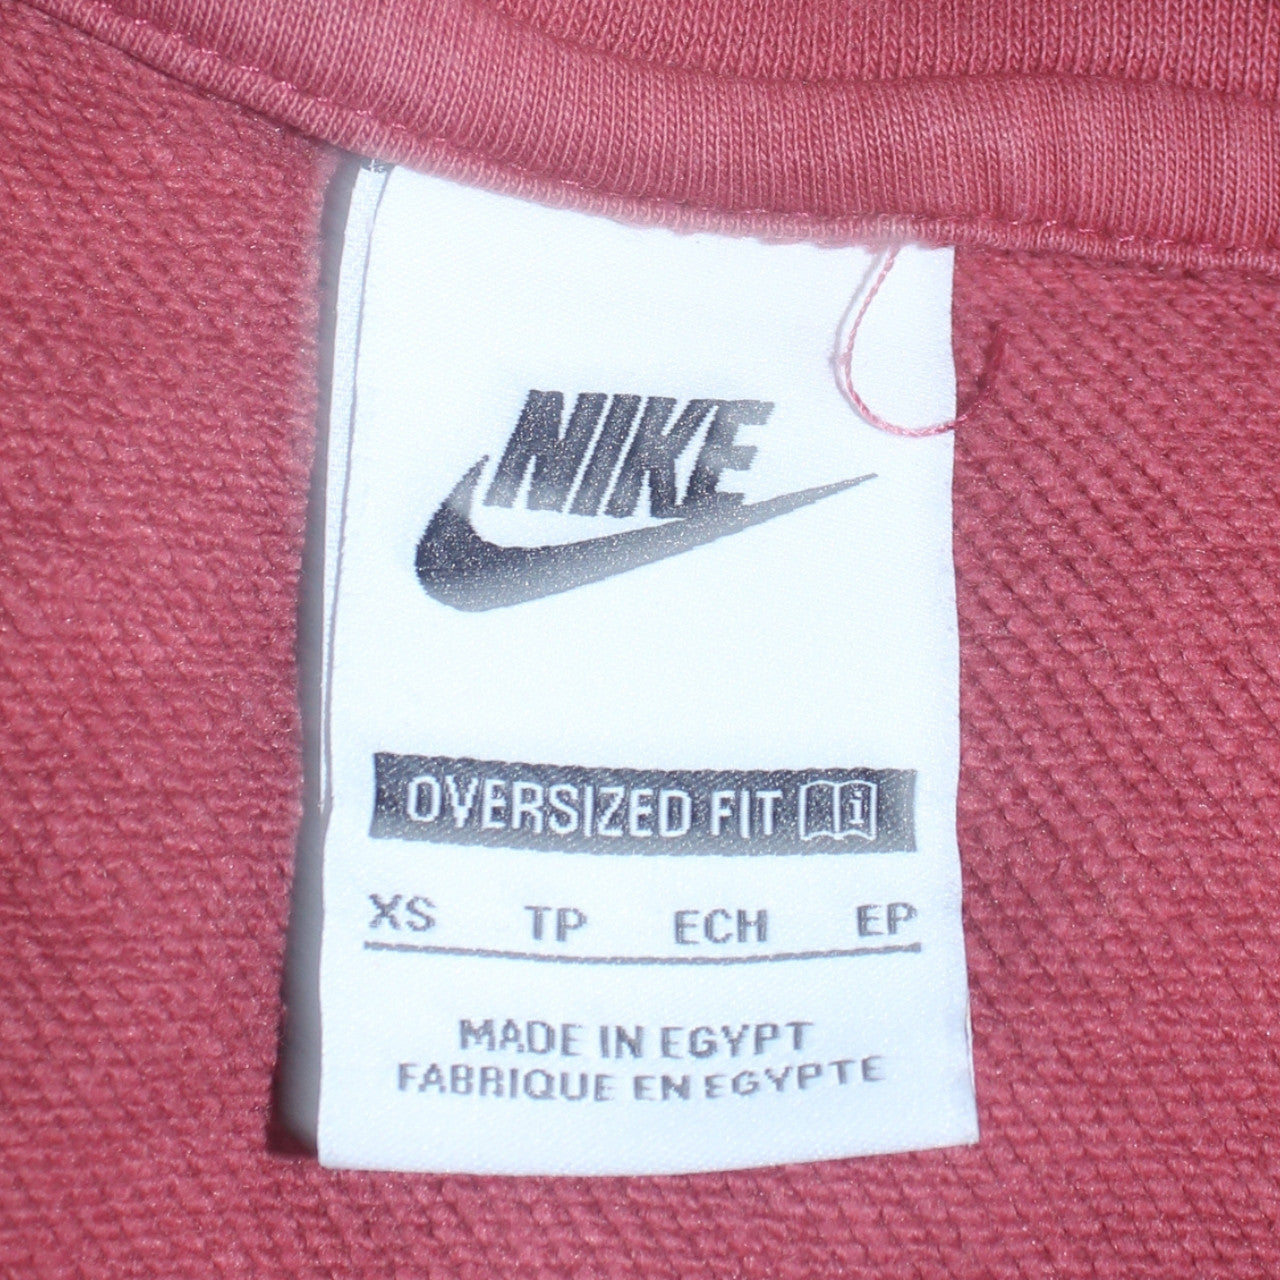 NIKE
OVERSIZED FIT i
XS TP ECH EP
MADE IN EGYPT
FABRIQUE EN EGYPTE